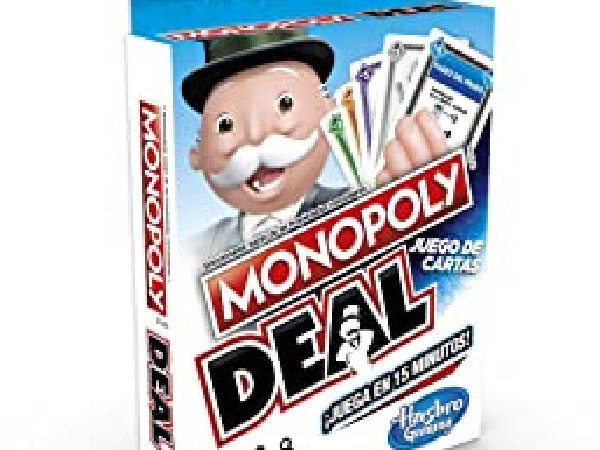 MONOPOLY
DEAL
JUEGO DE
CARTAS
¡JUEGA EN 15 MINUTOS!
Hasbro
Gaming
MONOPOLY
DEAL